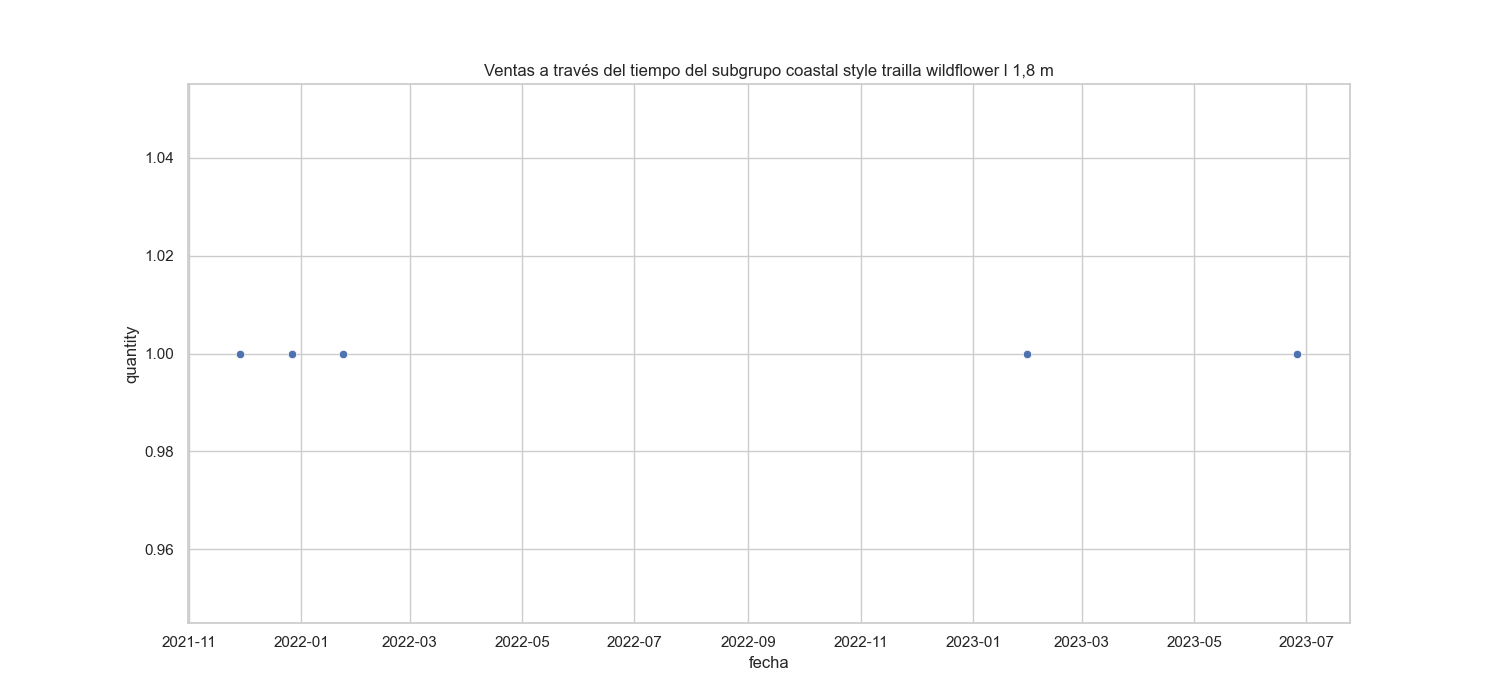 Ventas a través del tiempo del subgrupo coastal style trailla wildflower l 1,8 m
1.04
1.02
1.00
0.98
0.96
quantity
2021-11 2022-01 2022-03 2022-05 2022-07 2022-09 2022-11 2023-01 2023-03 2023-05 2023-07
fecha